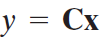 y = Cx